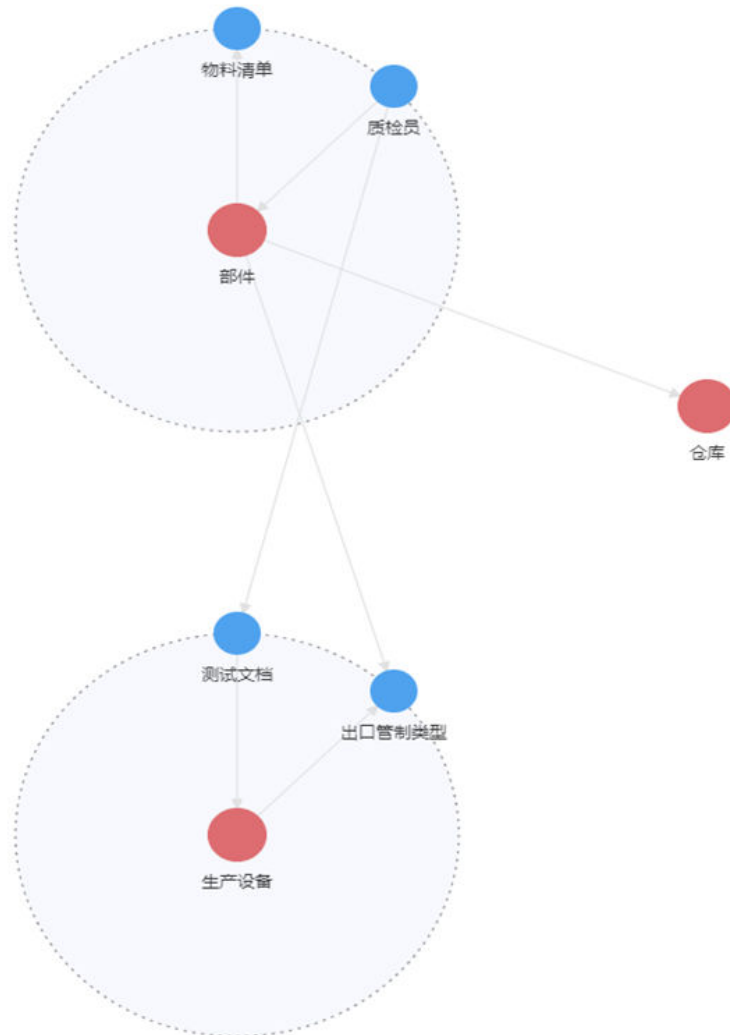 物料清单
质检员
部件
仓库
测试文档
出口管制类型
生产设备